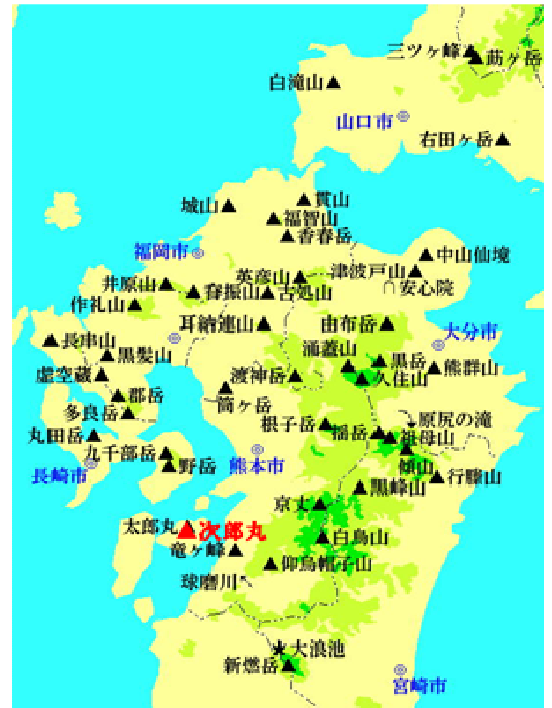 三ツヶ峰
莇ヶ岳
白滝山
山口市
右田ヶ岳
城山
貫山
福智山
香春岳
福岡市
中山仙境
津波戸山
井原山
脊振山
英彦山
古処山
安心院
作礼山
耳納連山
由布岳
大分市
長串山
黒髪山
涌蓋山
黒岳
虚空蔵
渡神岳
久住山
熊群山
郡岳
筒ヶ岳
多良岳
根子岳
揺岳
原尻の滝
祖母山
丸田岳
九千部岳
野岳
熊本市
傾山
行縢山
長崎市
黒峰山
京丈
太郎丸
次郎丸
白鳥山
竜ヶ峰
仰烏帽子山
球磨川
大浪池
新燃岳
宮崎市